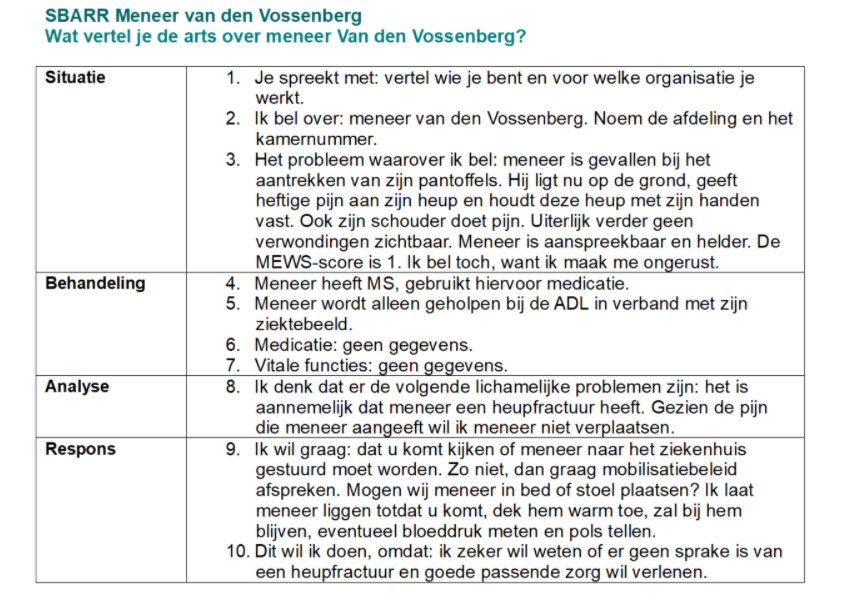 SBARR Meneer van den Vossenberg
Wat vertel je de arts over meneer Van den Vossenberg?
Situatie
1. Je spreekt met: vertel wie je bent en voor welke organisatie je
werkt.
2. Ik bel over: meneer van den Vossenberg. Noem de afdeling en het
kamernummer.
3. Het probleem waarover ik bel: meneer is gevallen bij het
aantrekken van zijn pantoffels. Hij ligt nu op de grond, geeft
heftige pijn aan zijn heup en houdt deze heup met zijn handen
vast. Ook zijn schouder doet pijn. Uiterlijk verder geen
verwondingen zichtbaar. Meneer is aanspreekbaar en helder. De
MEWS-score is 1. Ik bel toch, want ik maak me ongerust.
Behandeling
4. Meneer heeft MS, gebruikt hiervoor medicatie.
5. Meneer wordt alleen geholpen bij de ADL in verband met zijn
ziektebeeld.
6. Medicatie: geen gegevens.
7. Vitale functies: geen gegevens.
Analyse
8. Ik denk dat er de volgende lichamelijke problemen zijn: het is
aannemelijk dat meneer een heupfractuur heeft. Gezien de pijn
die meneer aangeeft wil ik meneer niet verplaatsen.
Respons
9. Ik wil graag: dat u komt kijken of meneer naar het ziekenhuis
gestuurd moet worden. Zo niet, dan graag mobilisatiebeleid
afspreken. Mogen wij meneer in bed of stoel plaatsen? Ik laat
meneer liggen totdat u komt, dek hem warm toe, zal bij hem
blijven, eventueel bloeddruk meten en pols tellen.
10. Dit wil ik doen, omdat: ik zeker wil weten of er geen sprake is van
een heupfractuur en goede passende zorg wil verlenen.